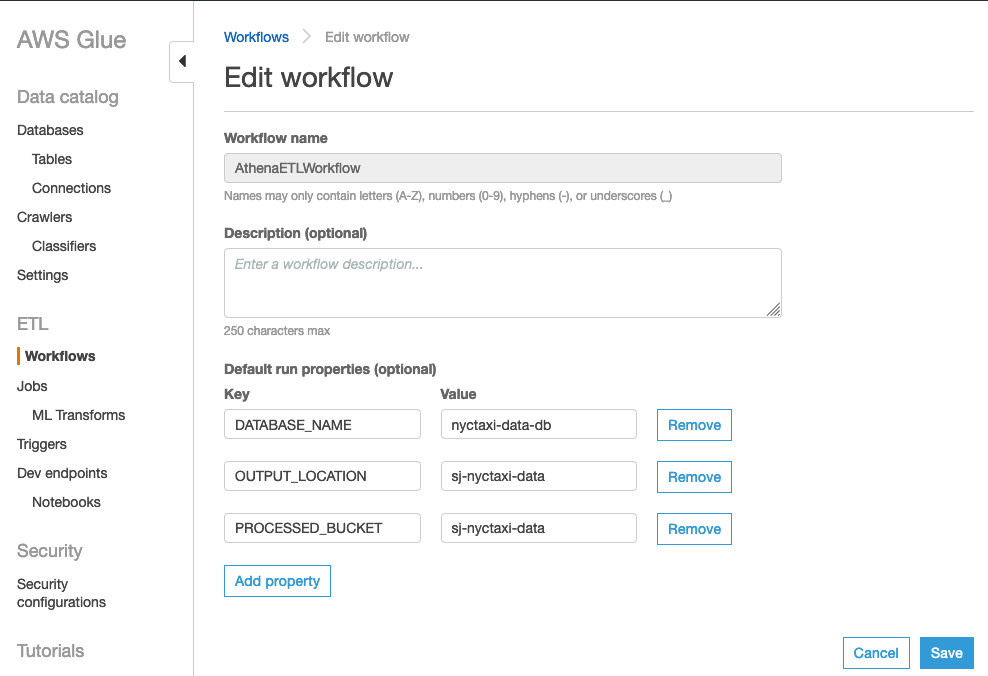 AWS Glue
Data catalog
Databases
Tables
Connections
Crawlers
Classifiers
Settings
ETL
Workflows
Jobs
ML Transforms
Triggers
Dev endpoints
Notebooks
Security
Security
configurations
Tutorials
Workflows Edit workflow
Edit workflow
Workflow name
AthenaETLWorkflow
Names may only contain letters (A-Z), numbers (0-9), hyphens (-), or underscores (_)
Description (optional)
Enter a workflow description...
250 characters max
Default run properties (optional)
Key Value
DATABASE_NAME nyctaxi-data-db Remove
OUTPUT_LOCATION sj-nyctaxi-data Remove
PROCESSED_BUCKET sj-nyctaxi-data Remove
Add property
Cancel Save